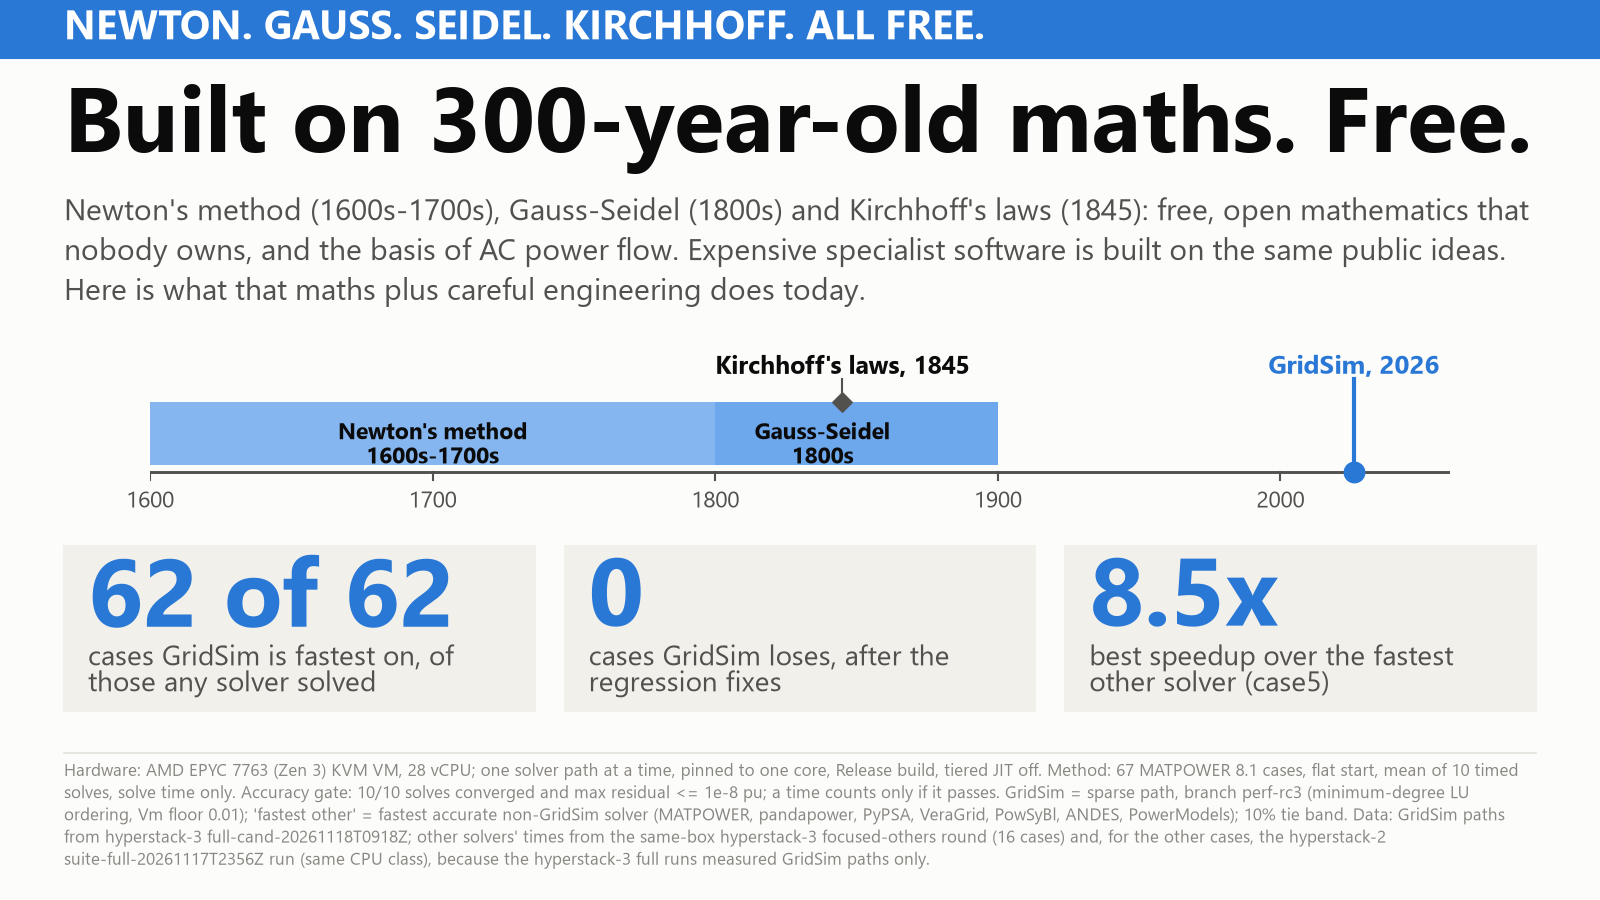 NEWTON. GAUSS. SEIDEL. KIRCHHOFF. ALL FREE.
Built on 300-year-old maths. Free.
Newton's method (1600s-1700s), Gauss-Seidel (1800s) and Kirchhoff's laws (1845): free, open mathematics that
nobody owns, and the basis of AC power flow. Expensive specialist software is built on the same public ideas.
Here is what that maths plus careful engineering does today.
Kirchhoff's laws, 1845
GridSim, 2026
Newton's method
1600s-1700s
Gauss-Seidel
1800s
1600
1700
1800
1900
2000
62 of 62
cases GridSim is fastest on, of
those any solver solved
0
cases GridSim loses, after the
regression fixes
8.5x
best speedup over the fastest
other solver (case5)
Hardware: AMD EPYC 7763 (Zen 3) KVM VM, 28 vCPU; one solver path at a time, pinned to one core, Release build, tiered JIT off. Method: 67 MATPOWER 8.1 cases, flat start, mean of 10 timed
solves, solve time only. Accuracy gate: 10/10 solves converged and max residual <= 1e-8 pu; a time counts only if it passes. GridSim = sparse path, branch perf-rc3 (minimum-degree LU
ordering, Vm floor 0.01); 'fastest other' = fastest accurate non-GridSim solver (MATPOWER, pandapower, PyPSA, VeraGrid, PowSyBl, ANDES, PowerModels); 10% tie band. Data: GridSim paths
from hyperstack-3 full-cand-20261118T0918Z; other solvers' times from the same-box hyperstack-3 focused-others round (16 cases) and, for the other cases, the hyperstack-2
suite-full-20261117T2356Z run (same CPU class), because the hyperstack-3 full runs measured GridSim paths only.